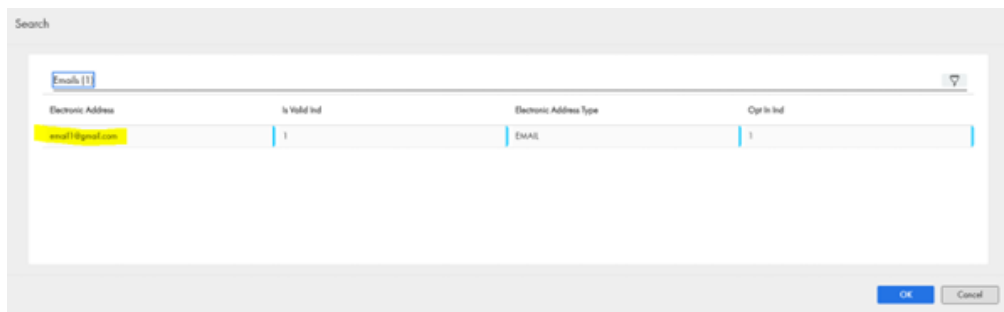 Search
Emails (1)
Electronic Address Is Valid Ind Electronic Address Type Opt In Ind
email1@gmail.com 1 EMAIL 1
OK Cancel